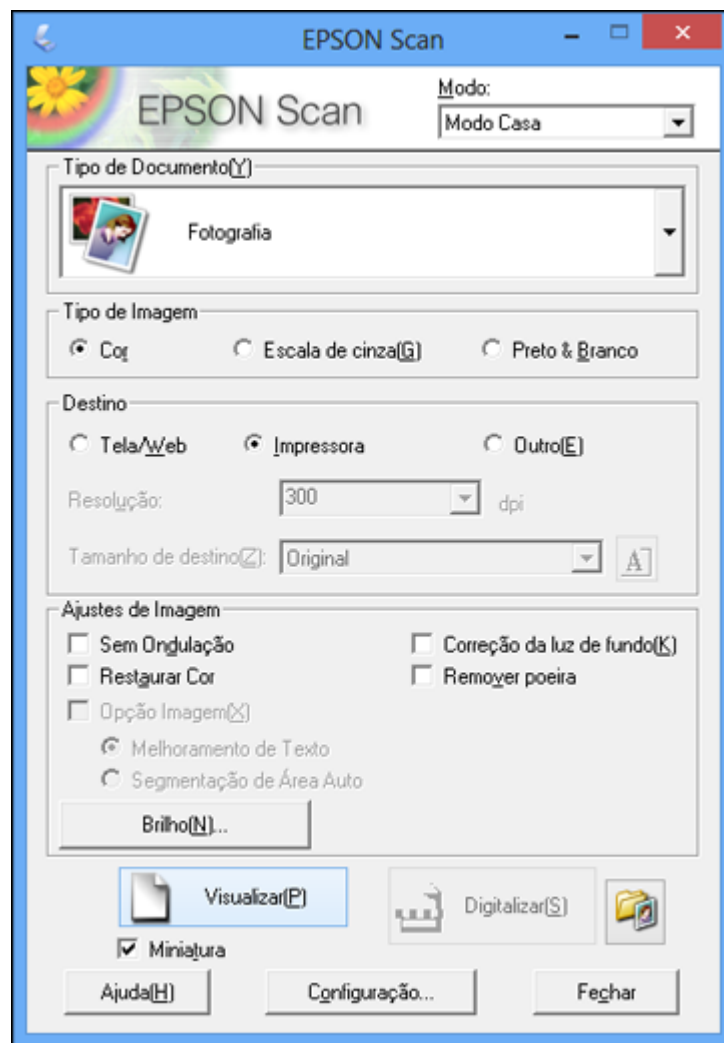 EPSON Scan
EPSON Scan
Modo:
Modo Casa
Tipo de Documento(Y)
Fotografia
Tipo de Imagem
Cor Escala de cinza(G) Preto & Branco
Destino
Tela/Web Impressora Outro(E)
Resolução: 300 dpi
Tamanho de destino(Z): Original A
Ajustes de Imagem
Sem Ondulação Correção da luz de fundo(K)
Restaurar Cor Remover poeira
Opção Imagem(X)
Melhoramento de Texto
Segmentação de Área Auto
Brilho(N)...
Visualizar(P) Digitalizar(S)
Miniatura
Ajuda(H) Configuração... Fechar